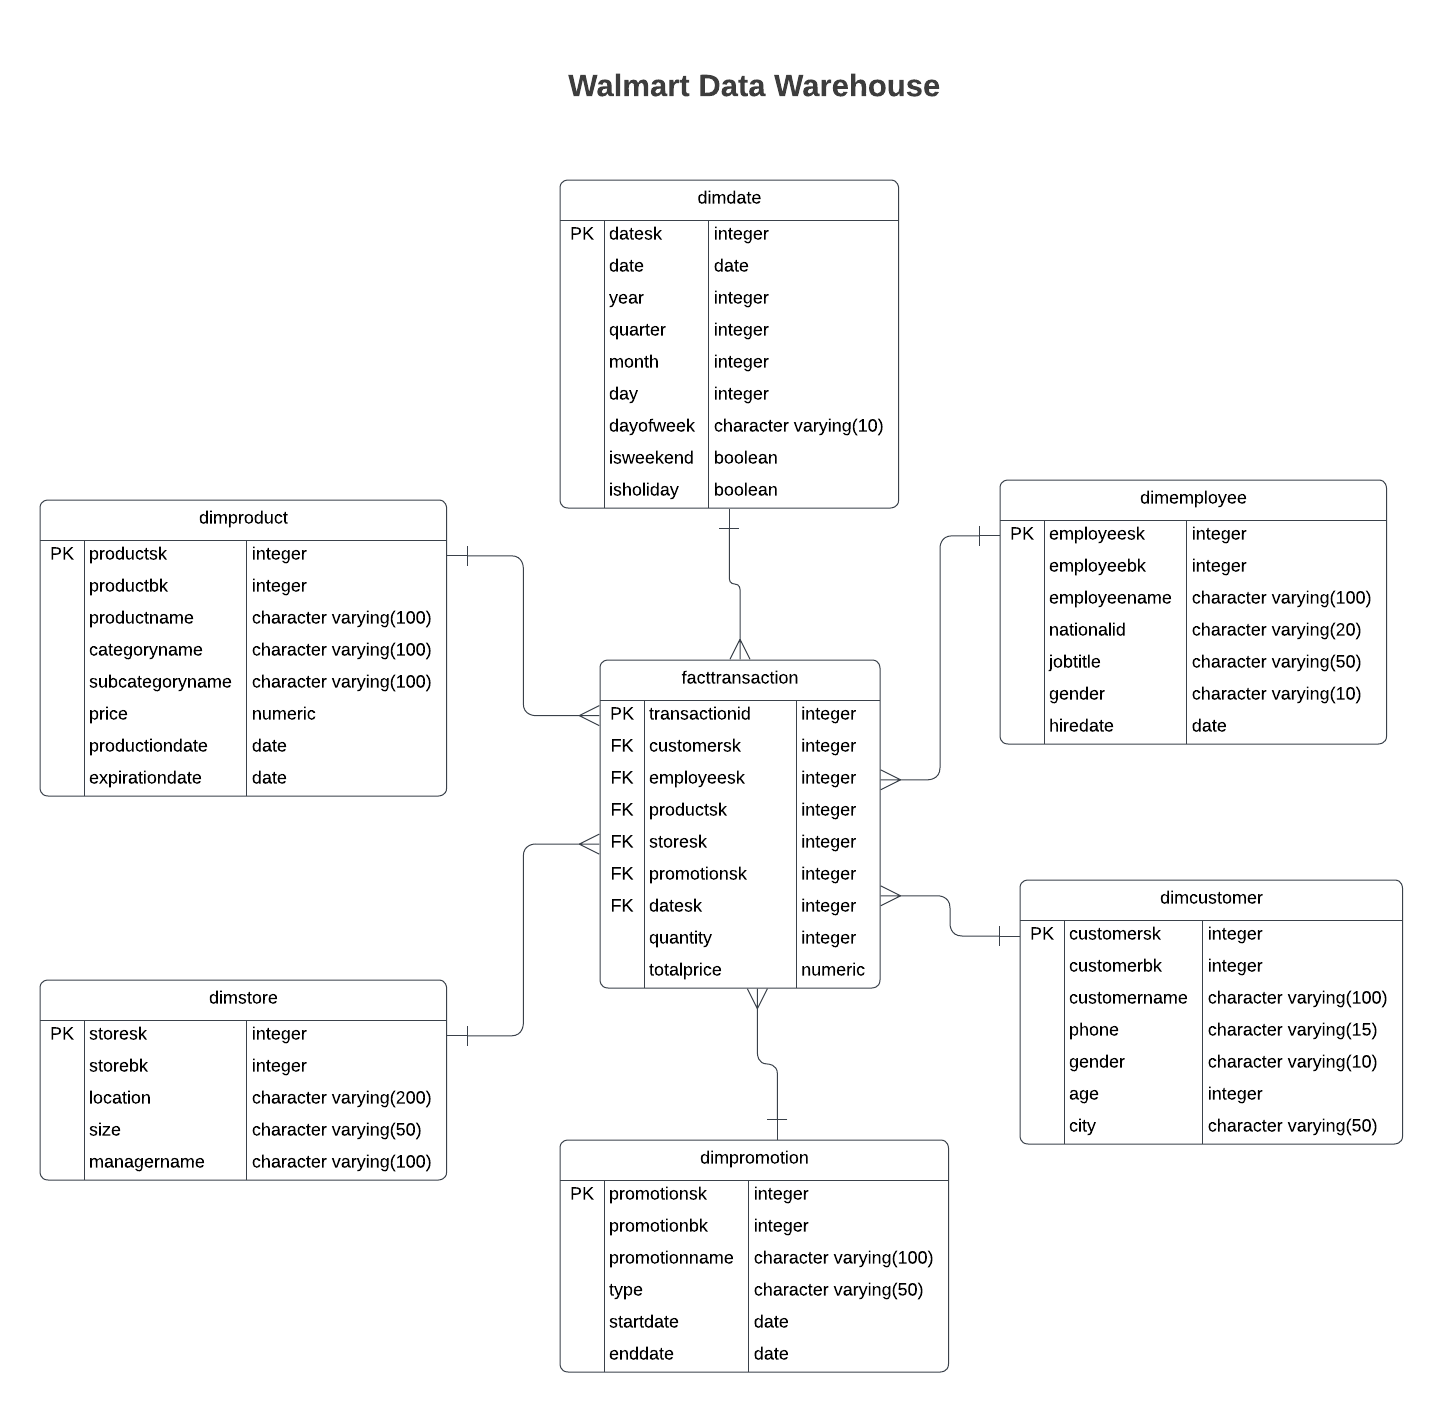 Walmart Data Warehouse
dimdate
PK datesk integer
date date
year integer
quarter integer
month integer
day integer
dayofweek character varying(10)
isweekend boolean
isholiday boolean
dimproduct
PK productsk integer
productbk integer
productname character varying(100)
categoryname character varying(100)
subcategoryname character varying(100)
price numeric
productiondate date
expirationdate date
dimemployee
PK employeesk integer
employeebk integer
employeename character varying(100)
nationalid character varying(20)
jobtitle character varying(50)
gender character varying(10)
hiredate date
facttransaction
PK transactionid integer
FK customersk integer
FK employeesk integer
FK productsk integer
FK storesk integer
FK promotionsk integer
FK datesk integer
quantity integer
totalprice numeric
dimstore
PK storesk integer
storebk integer
location character varying(200)
size character varying(50)
managername character varying(100)
dimcustomer
PK customersk integer
customerbk integer
customername character varying(100)
phone character varying(15)
gender character varying(10)
age integer
city character varying(50)
dimpromotion
PK promotionsk integer
promotionbk integer
promotionname character varying(100)
type character varying(50)
startdate date
enddate date